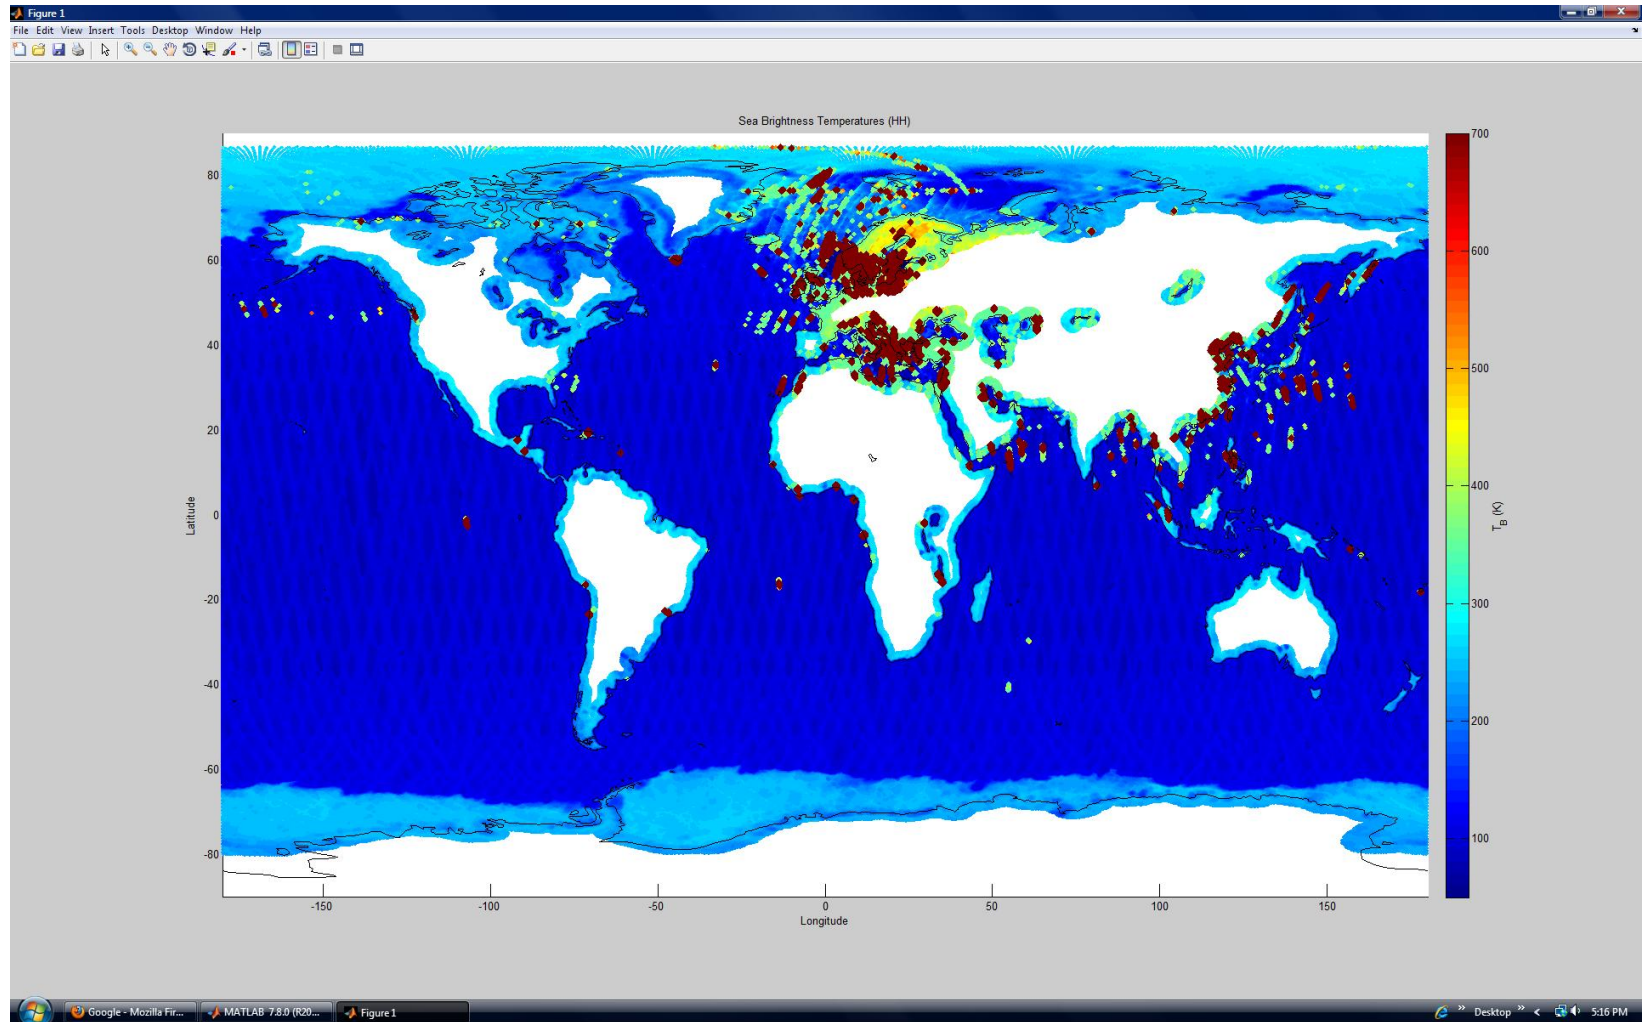 Figure 1
File Edit View Insert Tools Desktop Window Help
Sea Brightness Temperatures (HH)
80
60
40
20
0
-20
-40
-60
-80
Latitude
-150
-100
-50
0
50
100
150
Longitude
700
600
500
400
300
200
100
T_B (K)
Google - Mozilla Fir...
MATLAB 7.8.0 (R20...
Figure 1
Desktop
5:16 PM